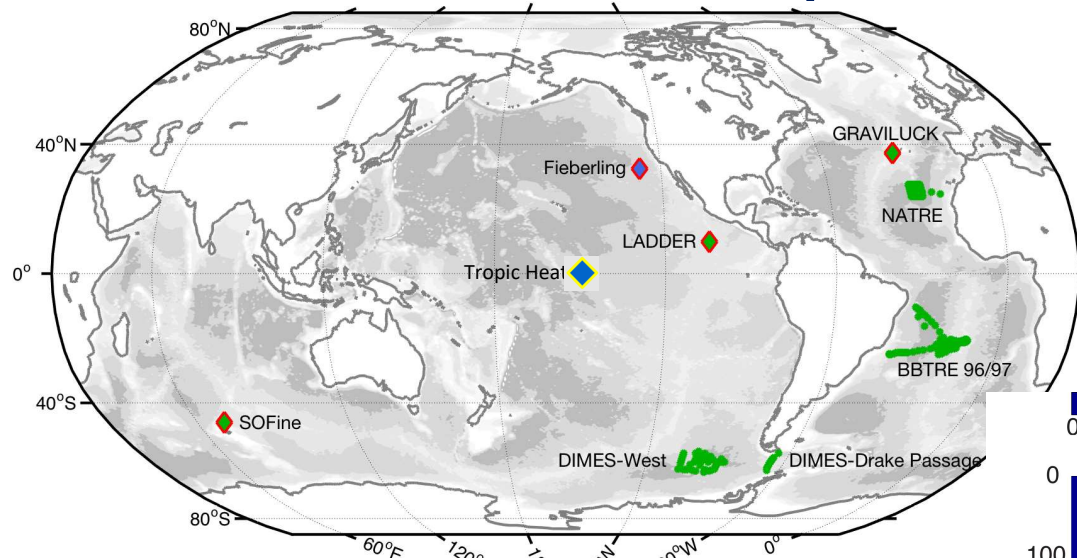 80°N
40°N
GRAVILUCK
Fieberling
NATRE
LADDER
0°
Tropic Heat
BBTRE 96/97
40°S
SOFine
0
DIMES-West
DIMES-Drake Passage
0
80°S
60°E
0°
100